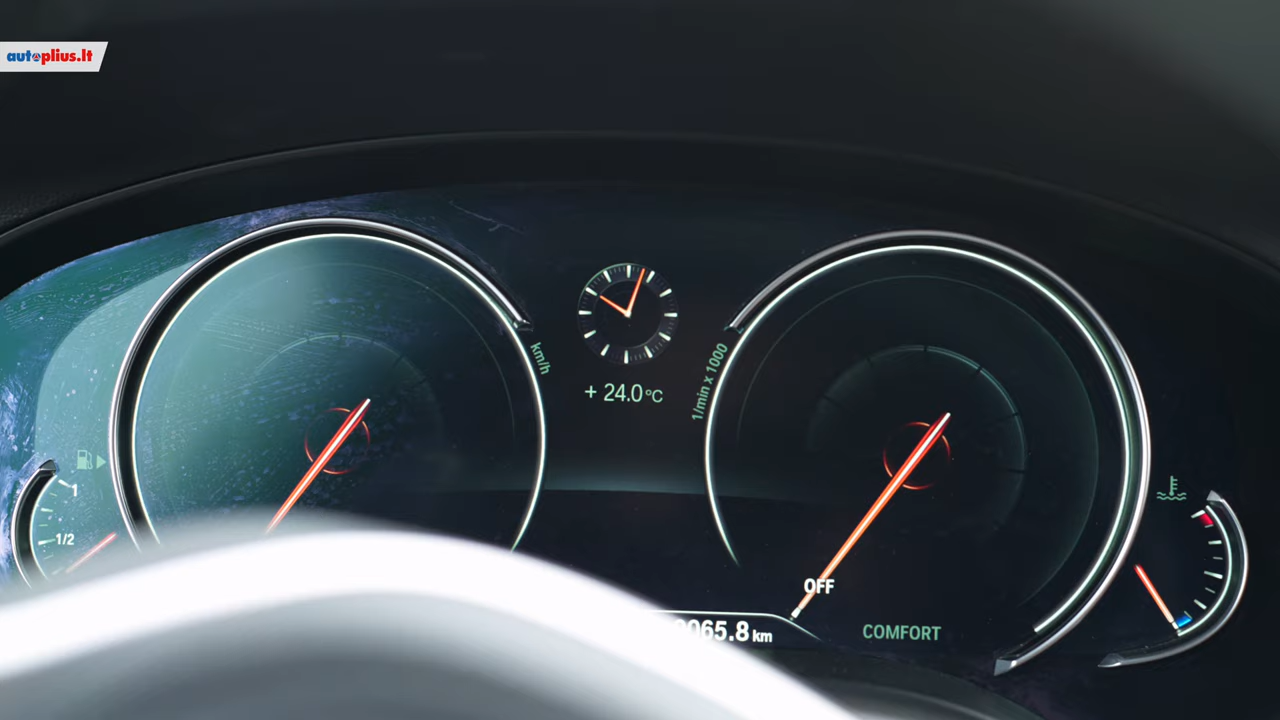 autoplius.lt
km/h
+ 24.0°C
1/min x 1000
1
1/2
OFF
065.8 km
COMFORT